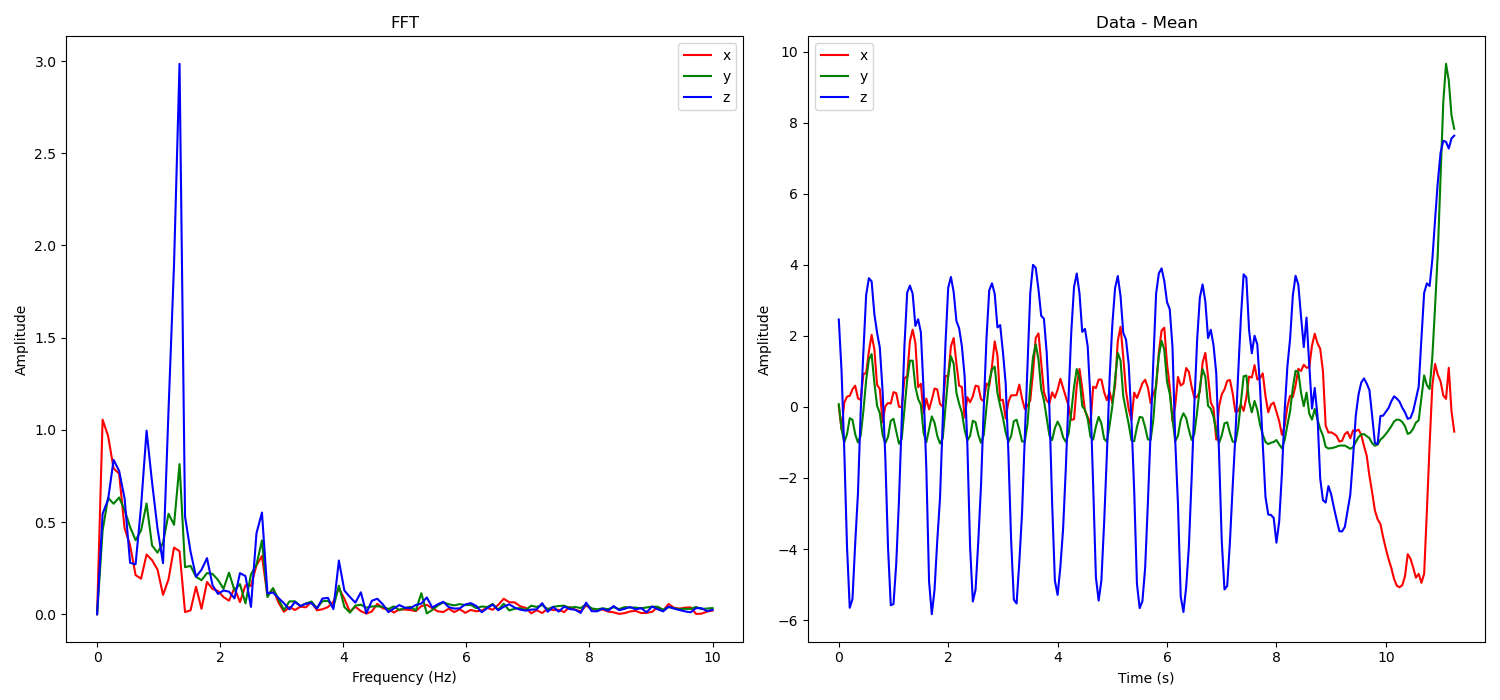 FFT
3.0
2.5
2.0
1.5
1.0
0.5
0.0
Amplitude
0 2 4 6 8 10
Frequency (Hz)
x
y
z
Data - Mean
10
8
6
4
2
0
−2
−4
−6
Amplitude
0 2 4 6 8 10
Time (s)
x
y
z